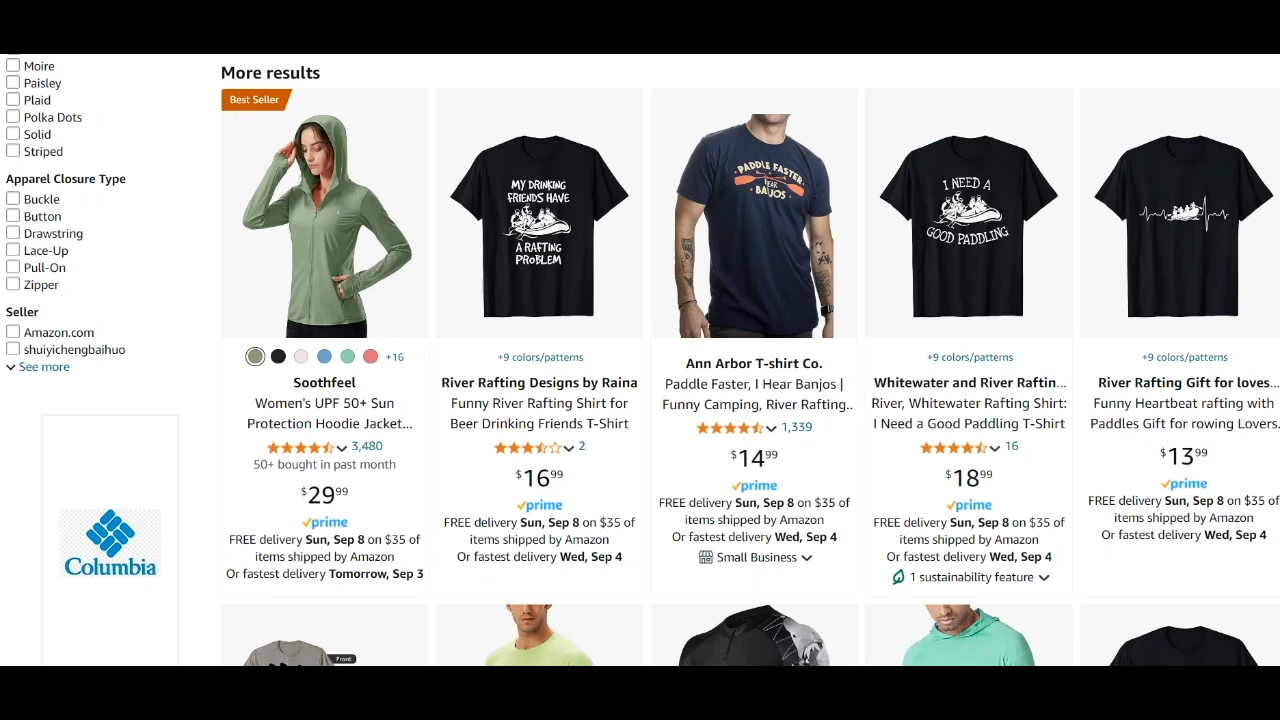 Moire
Paisley
Plaid
Polka Dots
Solid
Striped
Apparel Closure Type
Buckle
Button
Drawstring
Lace-Up
Pull-On
Zipper
Seller
Amazon.com
shuiyichengbaihuo
See more
Columbia
More results
Best Seller
+16
Soothfeel
Women's UPF 50+ Sun
Protection Hoodie Jacket...
3,480
50+ bought in past month
$29.99
prime
FREE delivery Sun, Sep 8 on $35 of
items shipped by Amazon
Or fastest delivery Tomorrow, Sep 3
MY DRINKING
FRIENDS HAVE
A RAFTING
PROBLEM
+9 colors/patterns
River Rafting Designs by Raina
Funny River Rafting Shirt for
Beer Drinking Friends T-Shirt
2
$16.99
prime
FREE delivery Sun, Sep 8 on $35 of
items shipped by Amazon
Or fastest delivery Wed, Sep 4
PADDLE FASTER
I HEAR
BANJOS
Ann Arbor T-shirt Co.
Paddle Faster, I Hear Banjos |
Funny Camping, River Rafting..
1,339
$14.99
prime
FREE delivery Sun, Sep 8 on $35 of
items shipped by Amazon
Or fastest delivery Wed, Sep 4
Small Business
I NEED A
GOOD PADDLING
+9 colors/patterns
Whitewater and River Raftin...
River, Whitewater Rafting Shirt:
I Need a Good Paddling T-Shirt
16
$18.99
prime
FREE delivery Sun, Sep 8 on $35 of
items shipped by Amazon
Or fastest delivery Wed, Sep 4
1 sustainability feature
+9 colors/patterns
River Rafting Gift for loves...
Funny Heartbeat rafting with
Paddles Gift for rowing Lovers.
$13.99
prime
FREE delivery Sun, Sep 8 on $35 of
items shipped by Amazon
Or fastest delivery Wed, Sep 4
Front